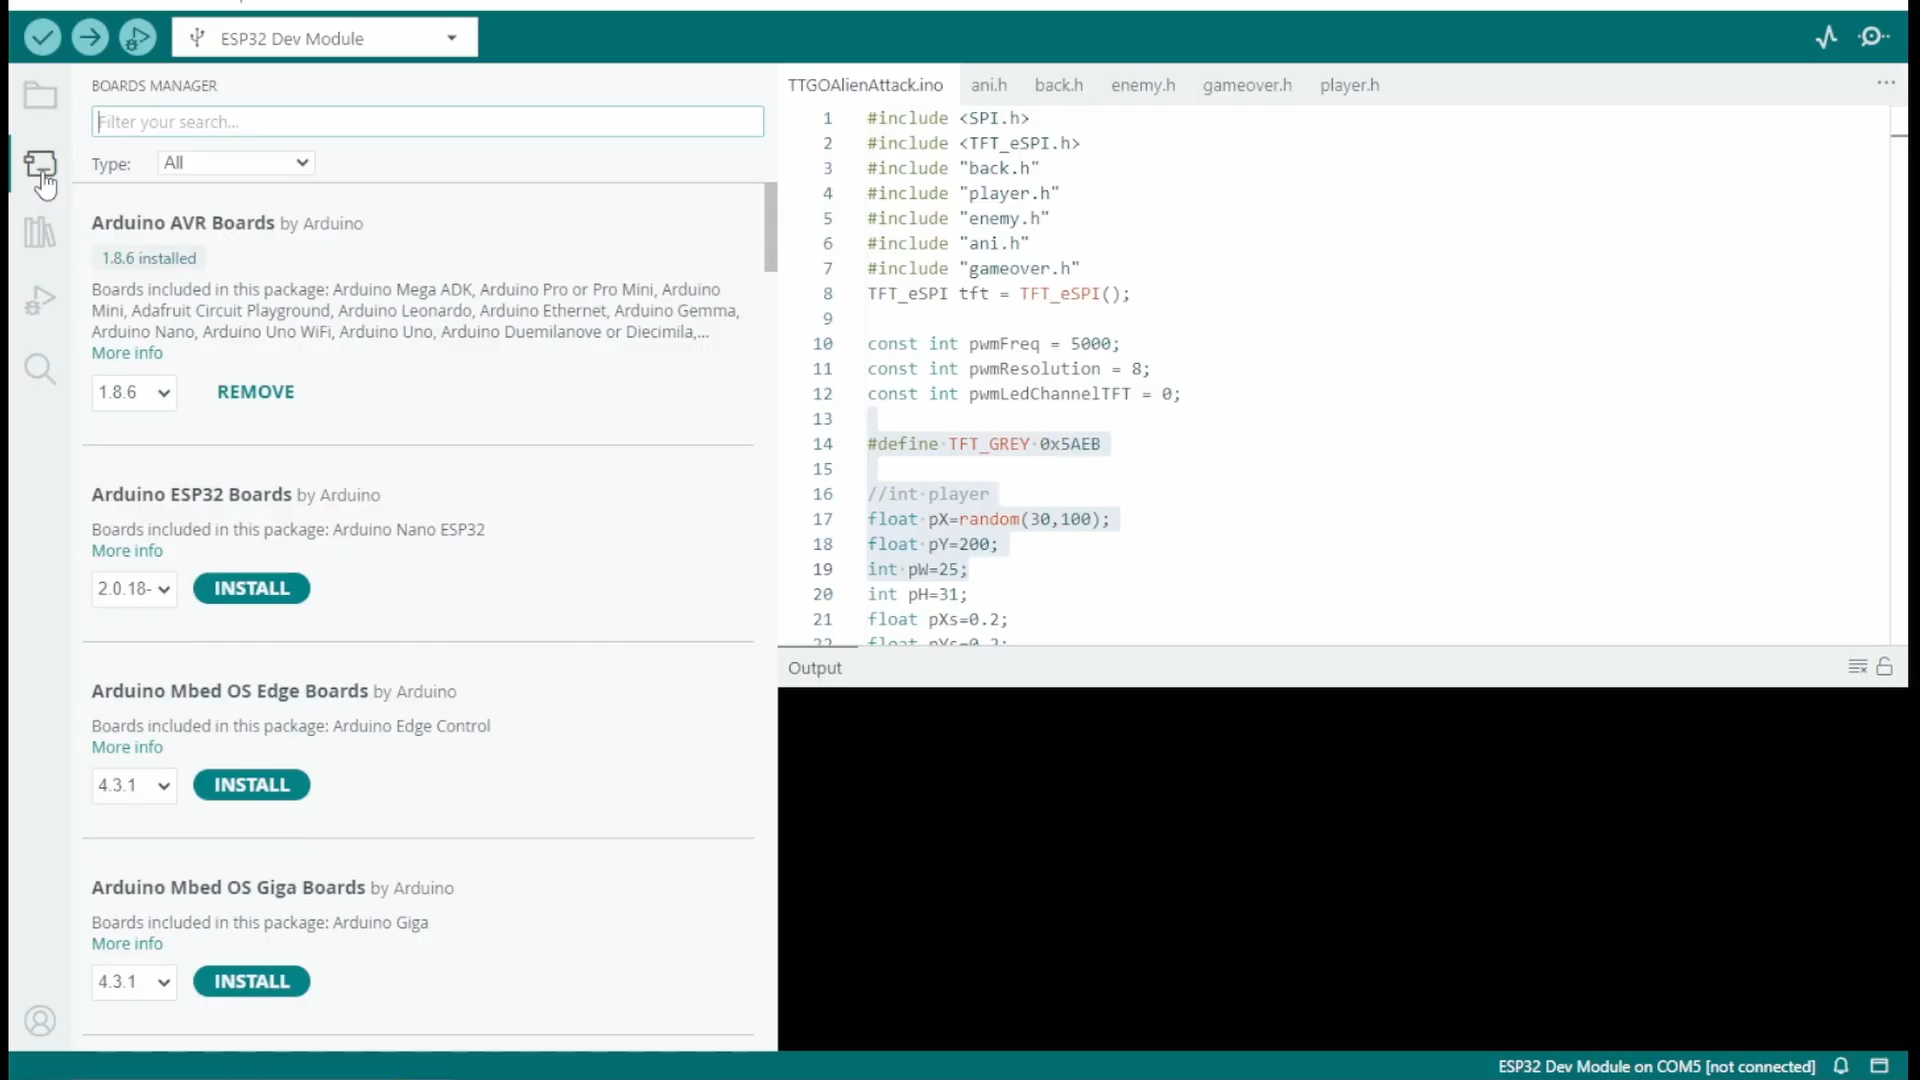 ESP32 Dev Module
BOARDS MANAGER
Filter your search...
Type: All
Arduino AVR Boards by Arduino
1.8.6 installed
Boards included in this package: Arduino Mega ADK, Arduino Pro or Pro Mini, Arduino
Mini, Adafruit Circuit Playground, Arduino Leonardo, Arduino Ethernet, Arduino Gemma,
Arduino Nano, Arduino Uno WiFi, Arduino Uno, Arduino Duemilanove or Diecimila,...
More info
1.8.6 REMOVE
Arduino ESP32 Boards by Arduino
Boards included in this package: Arduino Nano ESP32
More info
2.0.18- INSTALL
Arduino Mbed OS Edge Boards by Arduino
Boards included in this package: Arduino Edge Control
More info
4.3.1 INSTALL
Arduino Mbed OS Giga Boards by Arduino
Boards included in this package: Arduino Giga
More info
4.3.1 INSTALL
TTGOAlienAttack.ino ani.h back.h enemy.h gameover.h player.h
1 #include <SPI.h>
2 #include <TFT_eSPI.h>
3 #include "back.h"
4 #include "player.h"
5 #include "enemy.h"
6 #include "ani.h"
7 #include "gameover.h"
8 TFT_eSPI tft = TFT_eSPI();
9
10 const int pwmFreq = 5000;
11 const int pwmResolution = 8;
12 const int pwmLedChannelTFT = 0;
13
14 #define TFT_GREY 0x5AEB
15
16 //int player
17 float pX=random(30,100);
18 float pY=200;
19 int pW=25;
20 int pH=31;
21 float pXs=0.2;
22 float pYs=0.2;
Output
ESP32 Dev Module on COM5 [not connected]